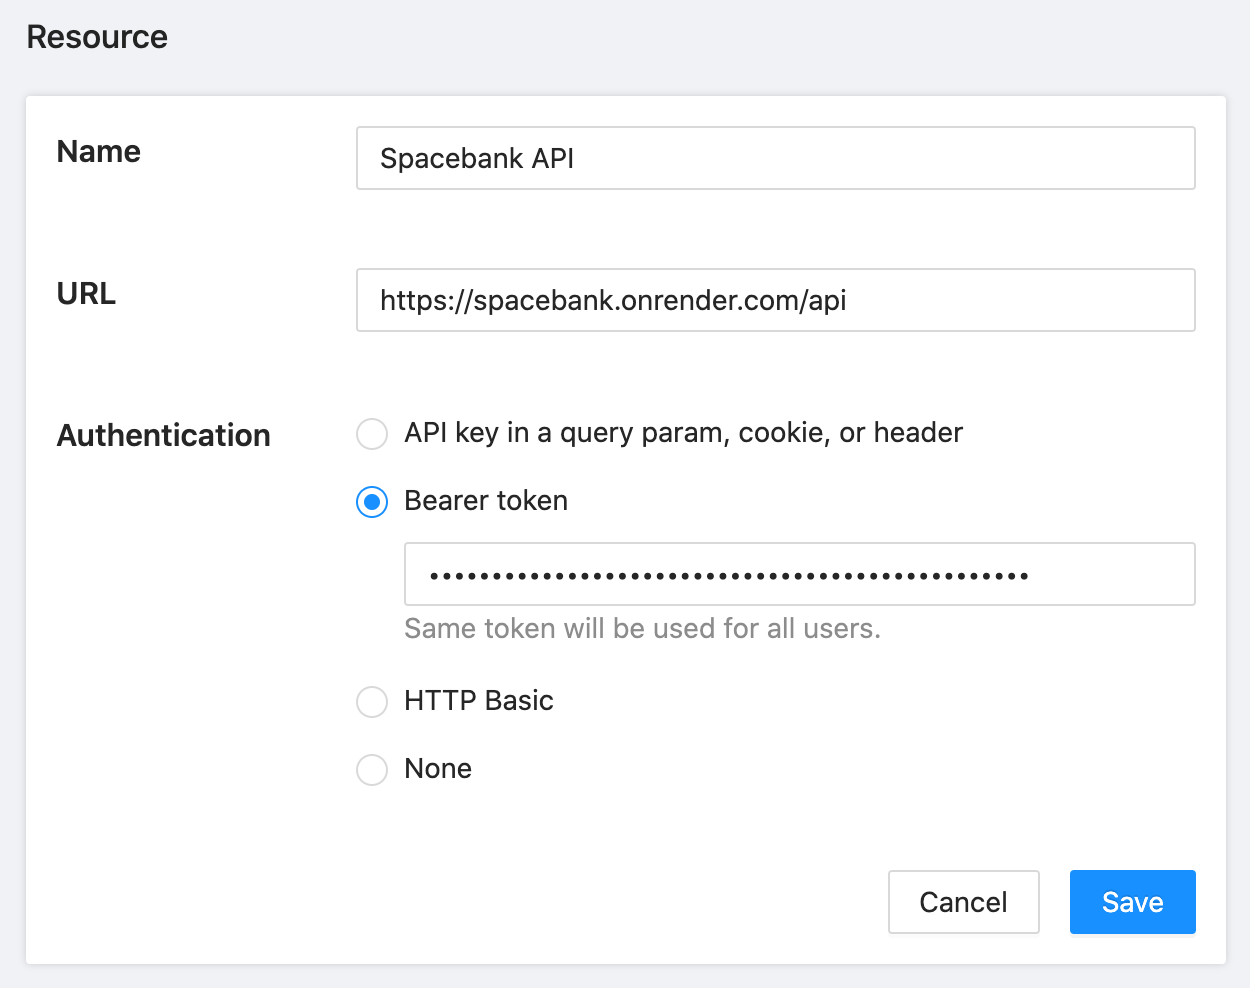 Resource
Name
Spacebank API
URL
https://spacebank.onrender.com/api
Authentication
API key in a query param, cookie, or header
Bearer token
••••••••••••••••••••••••••••••••••••••••••••••••
Same token will be used for all users.
HTTP Basic
None
Cancel
Save